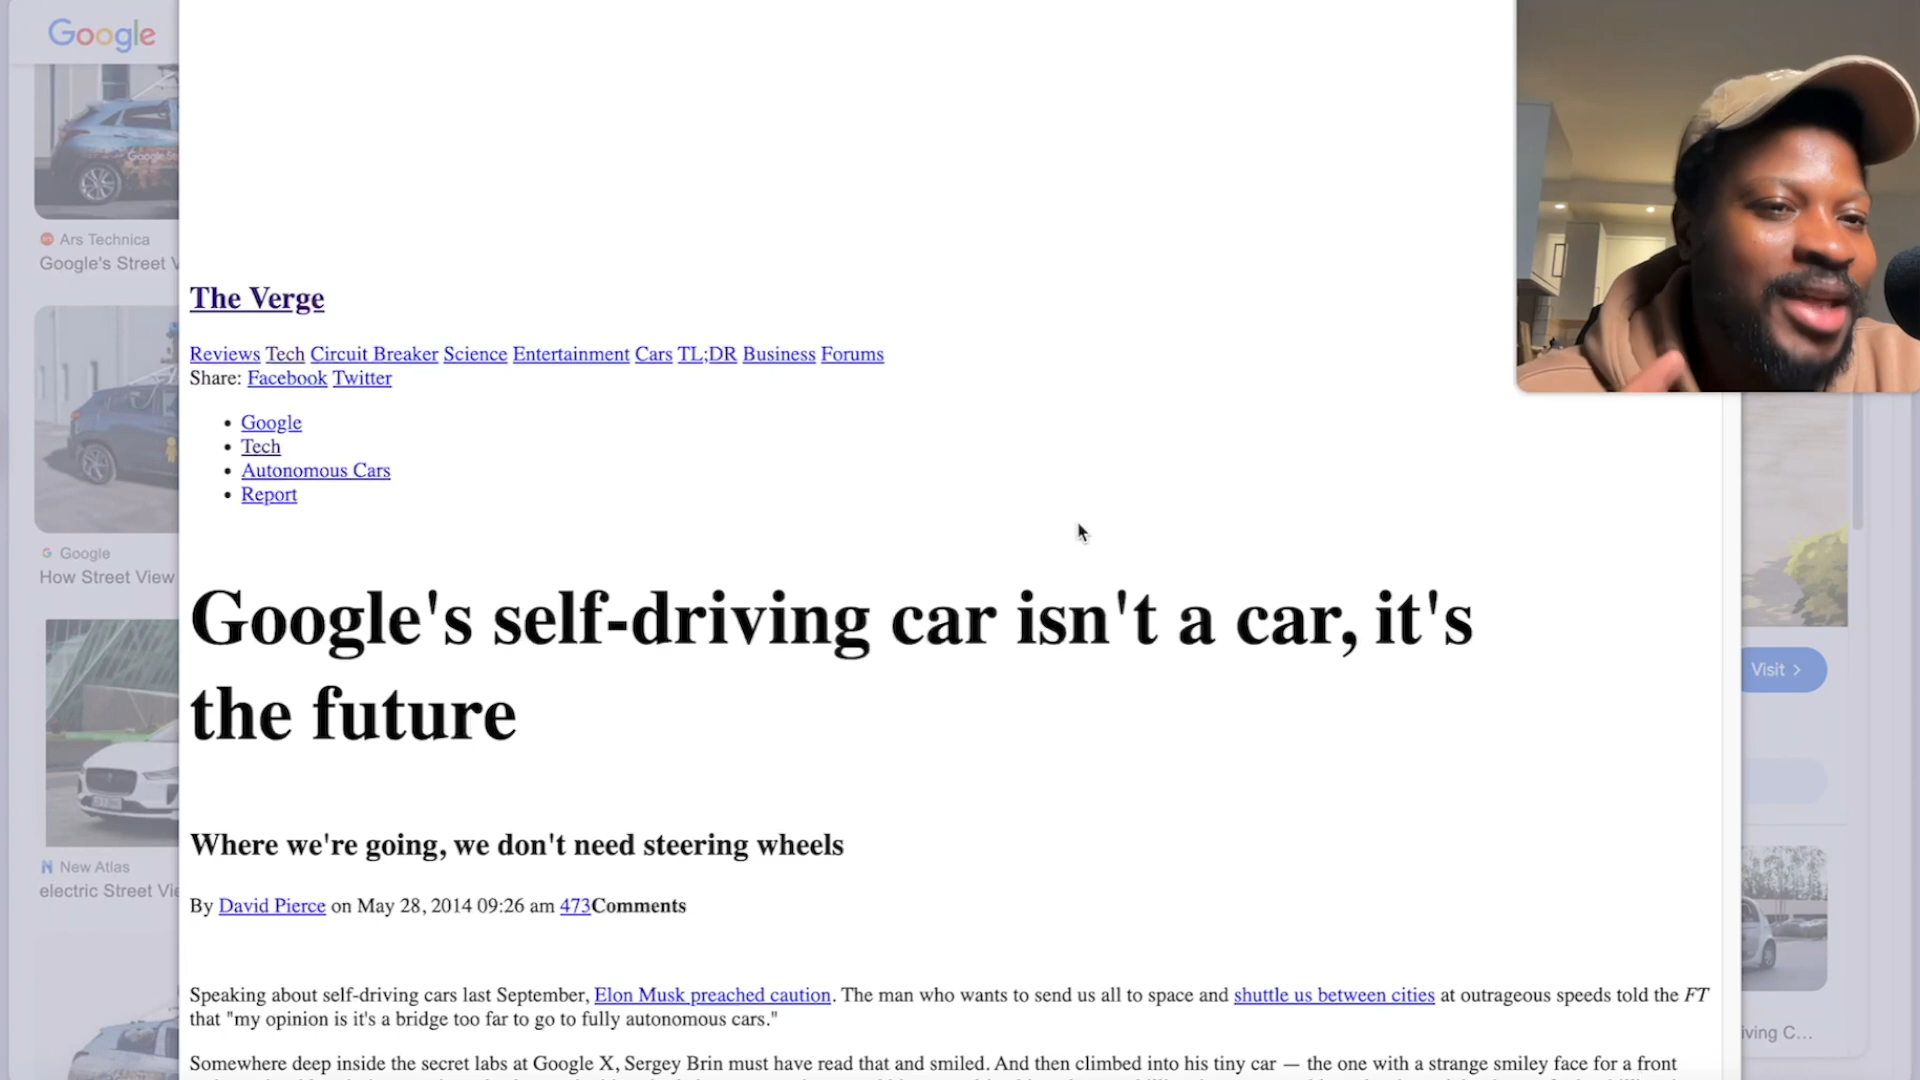 Google
Google St
Ars Technica
Google's Street V
Google
How Street View
New Atlas
electric Street Vie
The Verge
Reviews Tech Circuit Breaker Science Entertainment Cars TL;DR Business Forums
Share: Facebook Twitter
• Google
• Tech
• Autonomous Cars
• Report
Google's self-driving car isn't a car, it's
the future
Where we're going, we don't need steering wheels
By David Pierce on May 28, 2014 09:26 am 473Comments
Speaking about self-driving cars last September, Elon Musk preached caution. The man who wants to send us all to space and shuttle us between cities at outrageous speeds told the FT
that "my opinion is it's a bridge too far to go to fully autonomous cars."
Somewhere deep inside the secret labs at Google X, Sergey Brin must have read that and smiled. And then climbed into his tiny car — the one with a strange smiley face for a front
Visit >
iving C...